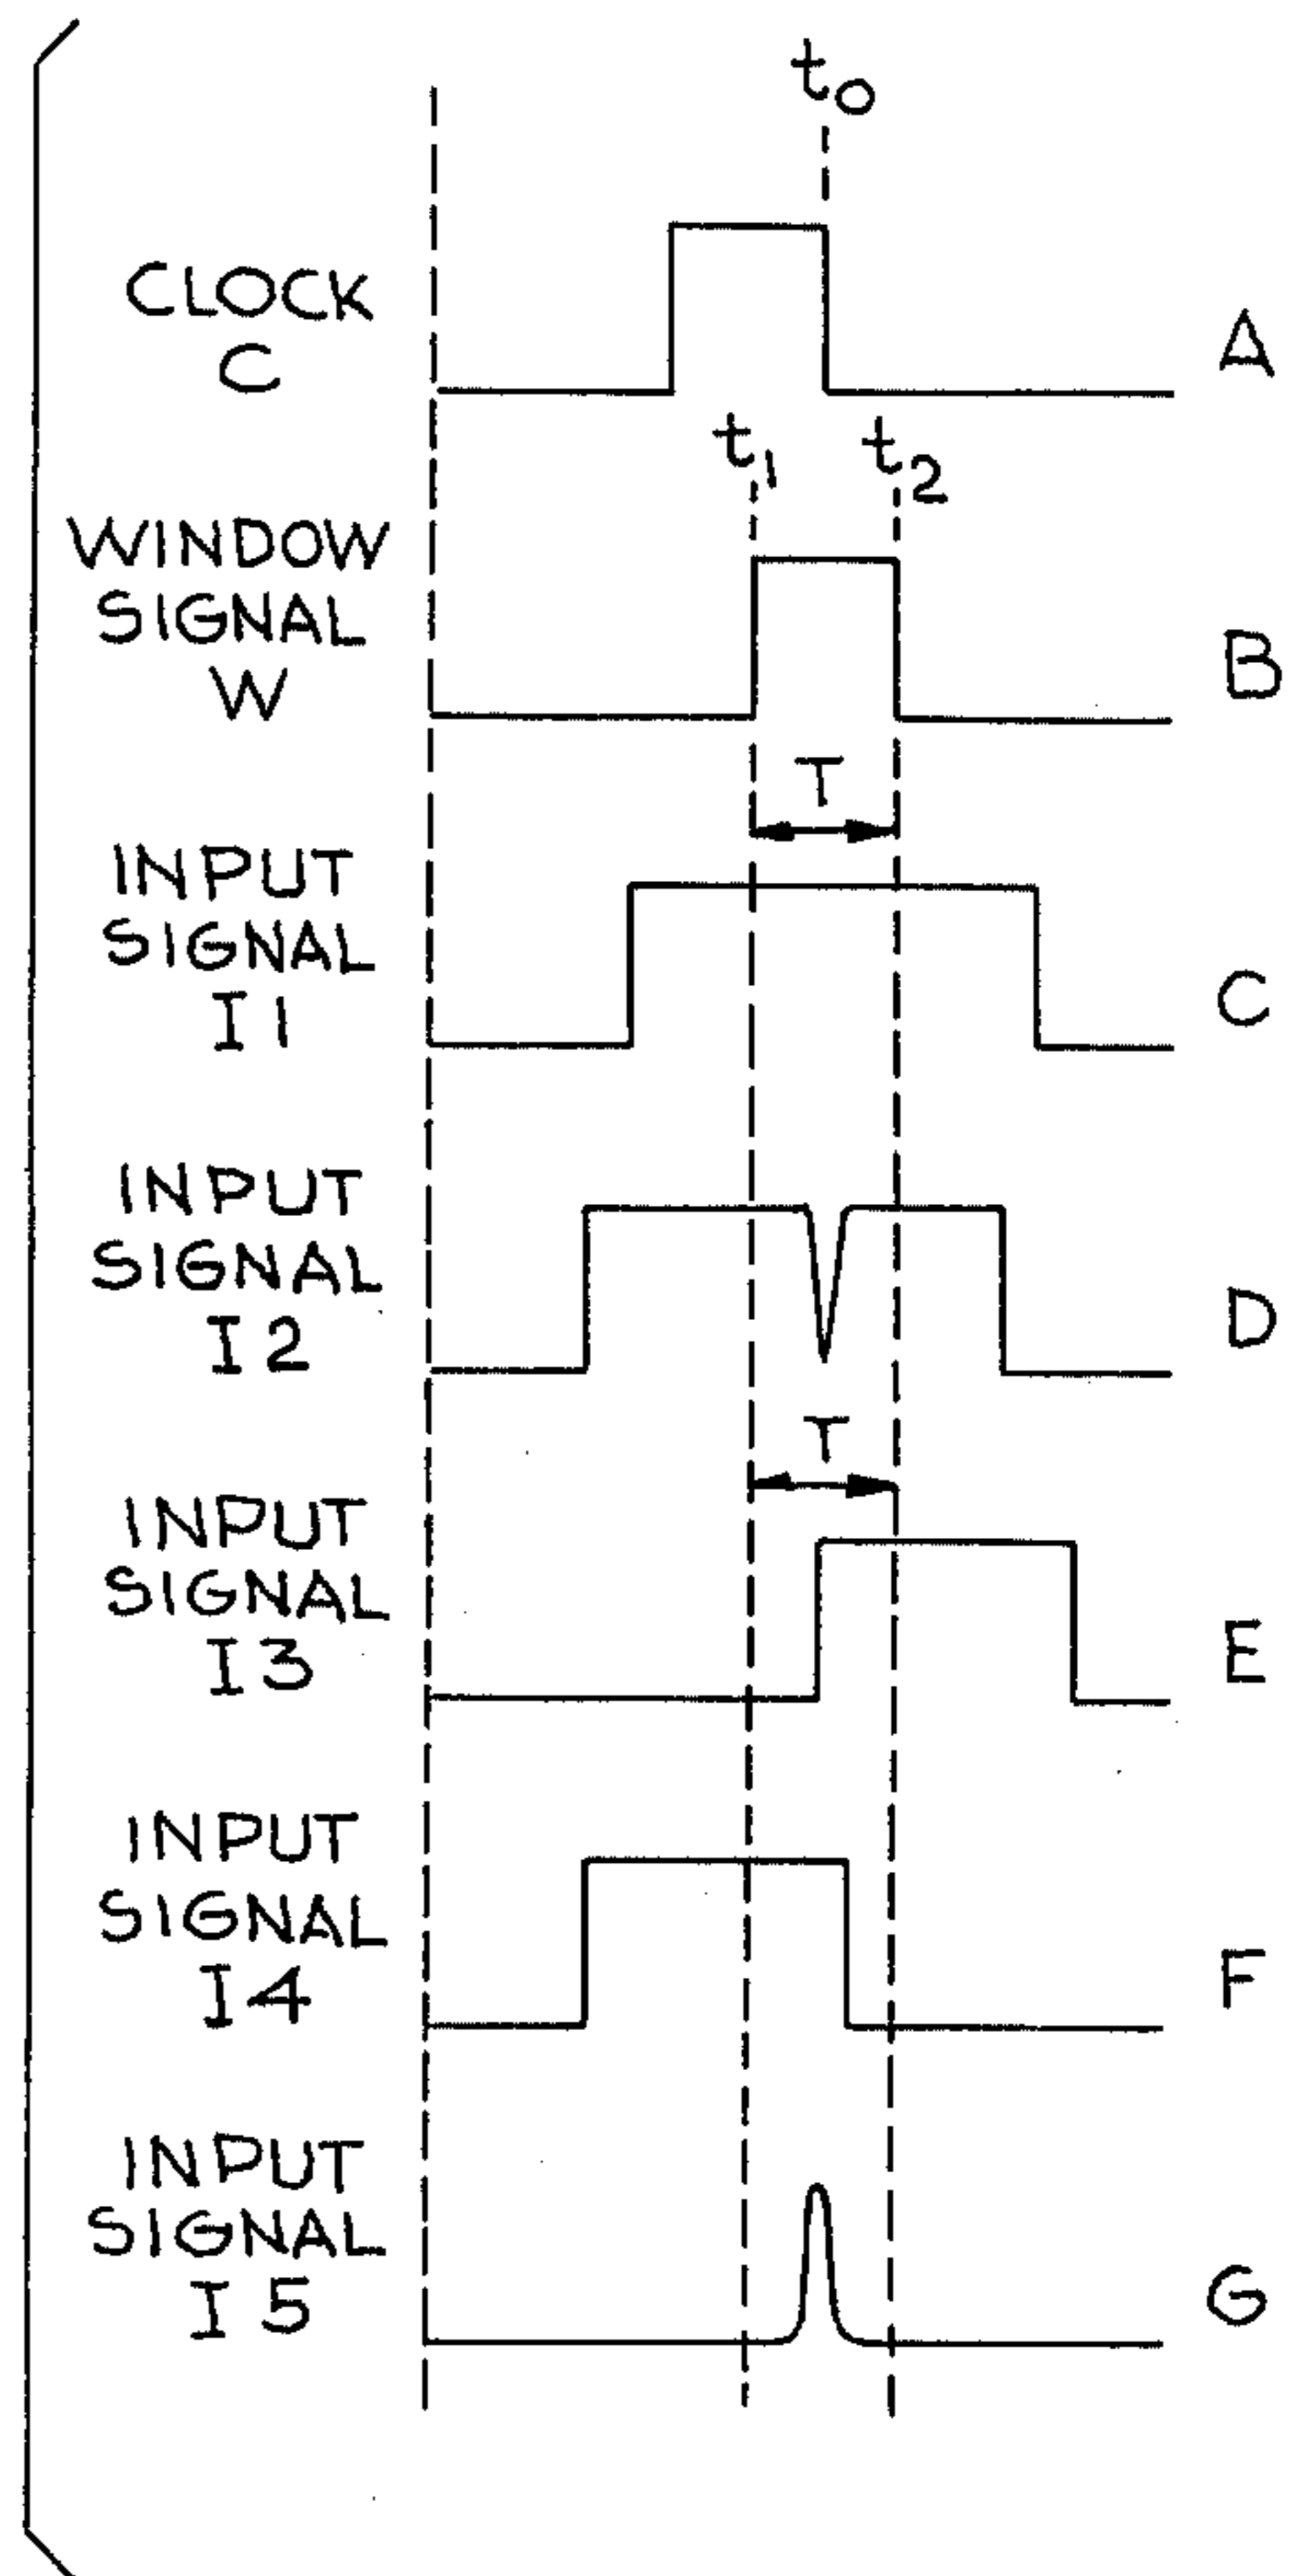 t0
CLOCK
C
A
t1 t2
WINDOW
SIGNAL
W
B
T
INPUT
SIGNAL
I1
C
INPUT
SIGNAL
I2
D
T
INPUT
SIGNAL
I3
E
INPUT
SIGNAL
I4
F
INPUT
SIGNAL
I5
G